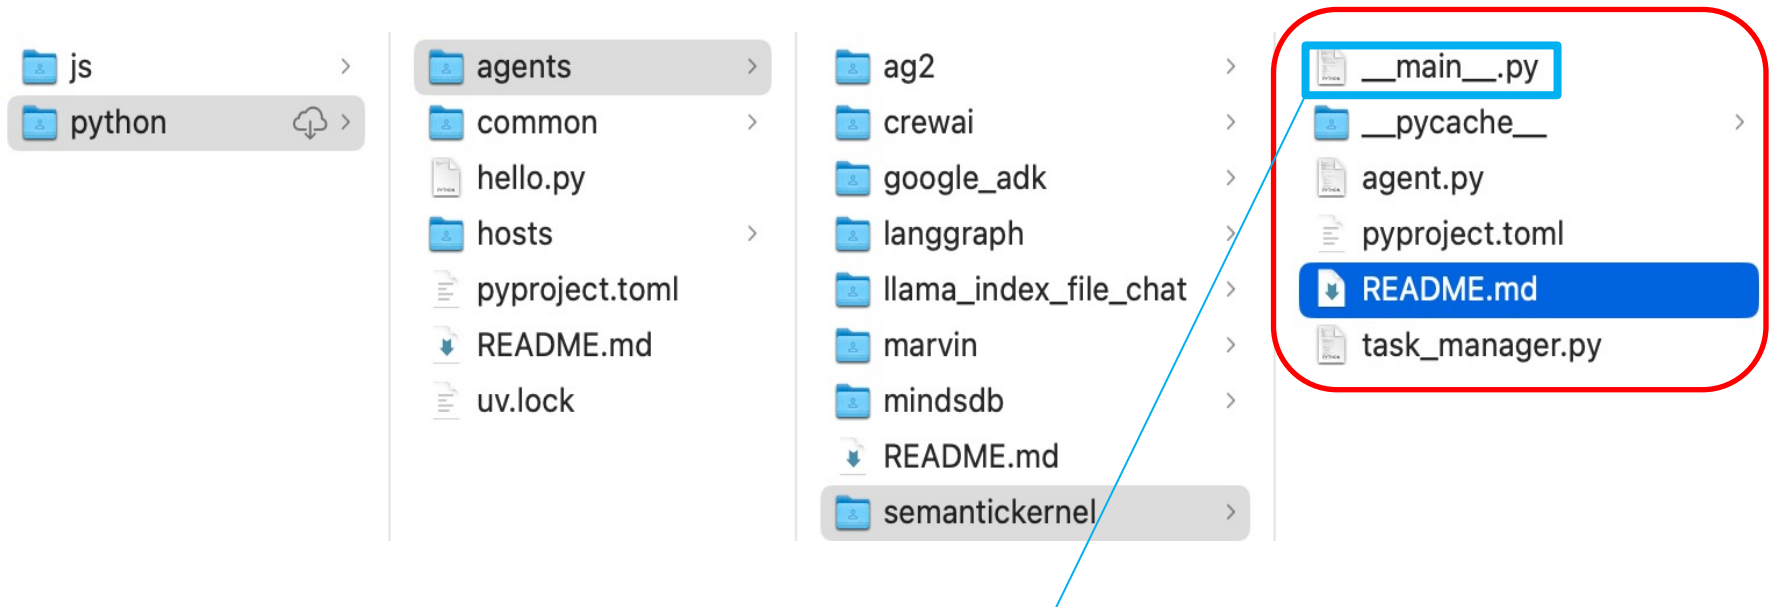 js
python
agents
common
hello.py
hosts
pyproject.toml
README.md
uv.lock
ag2
crewai
google_adk
langgraph
llama_index_file_chat
marvin
mindsdb
README.md
semantickernel
__main__.py
__pycache__
agent.py
pyproject.toml
README.md
task_manager.py